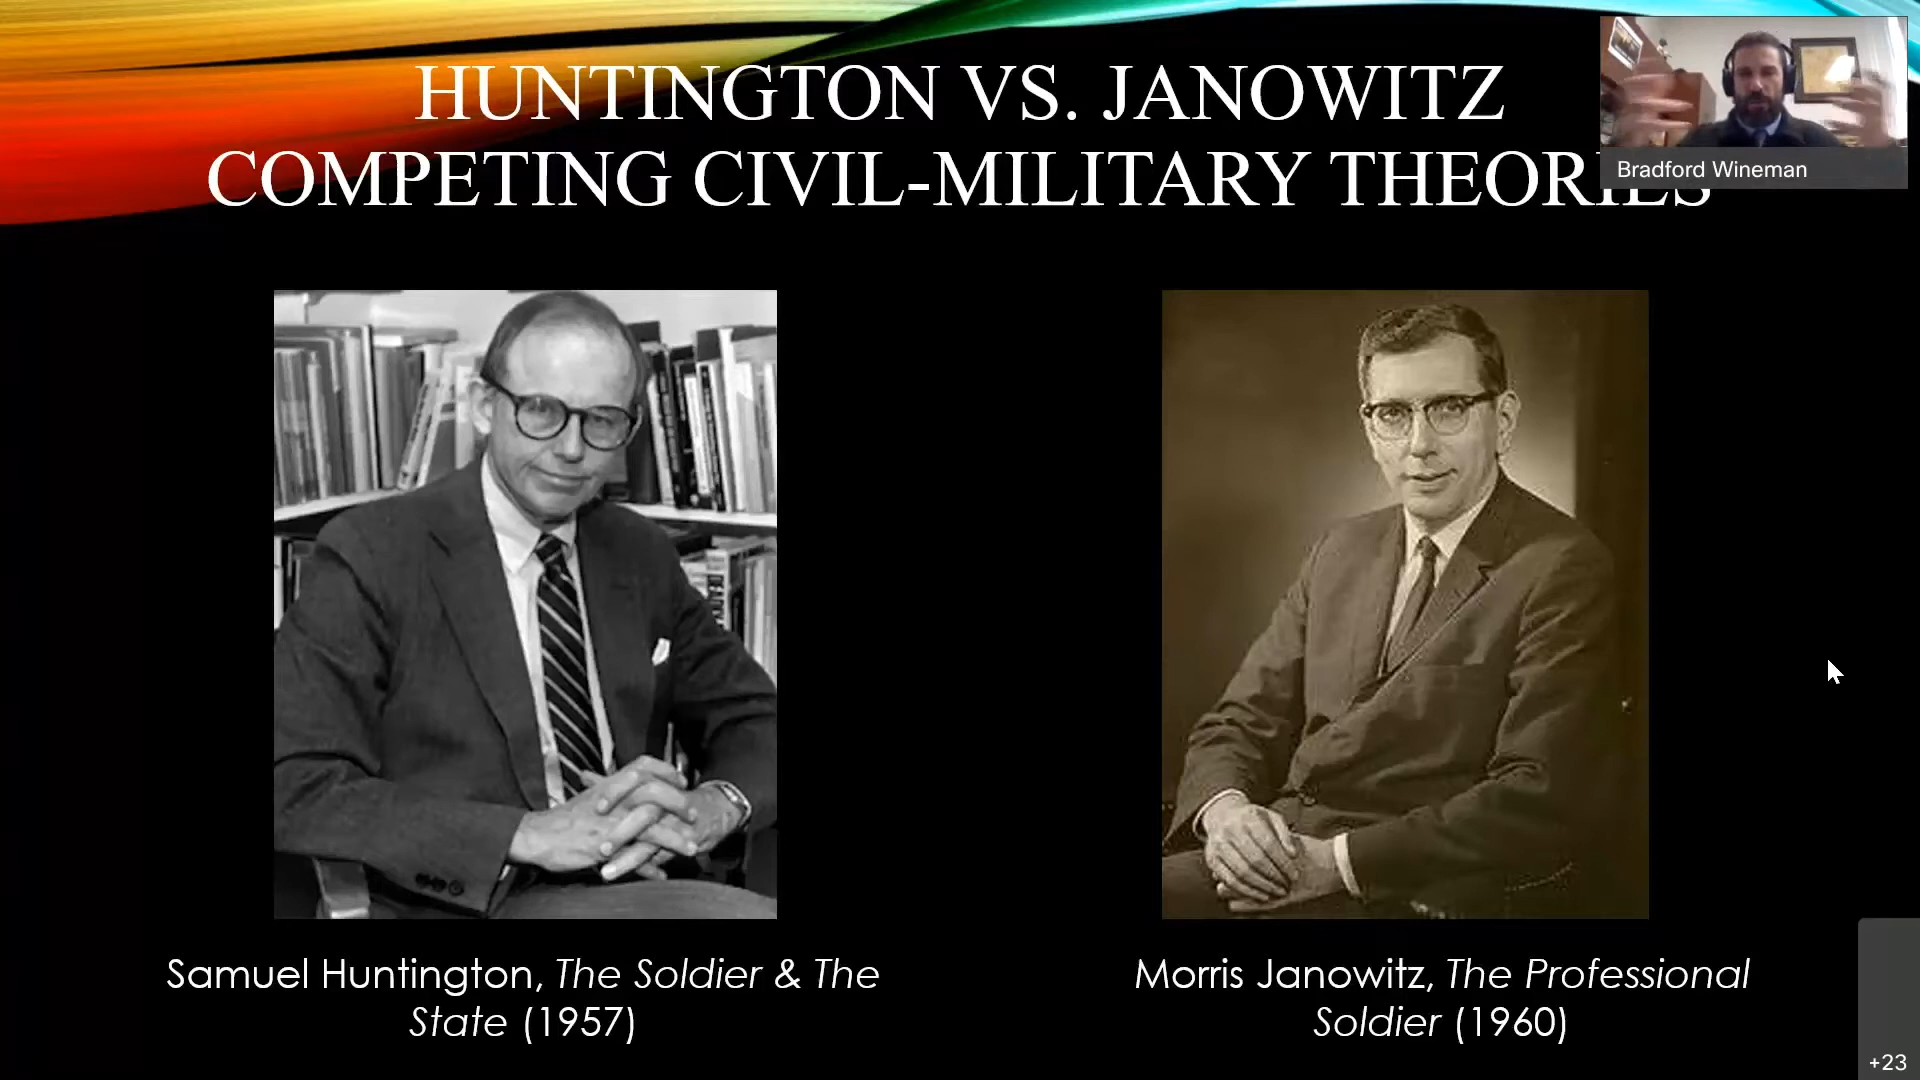 HUNTINGTON VS. JANOWITZ
COMPETING CIVIL-MILITARY THEORIES
Bradford Wineman
Samuel Huntington, The Soldier & The
State (1957)
Morris Janowitz, The Professional
Soldier (1960)
+23